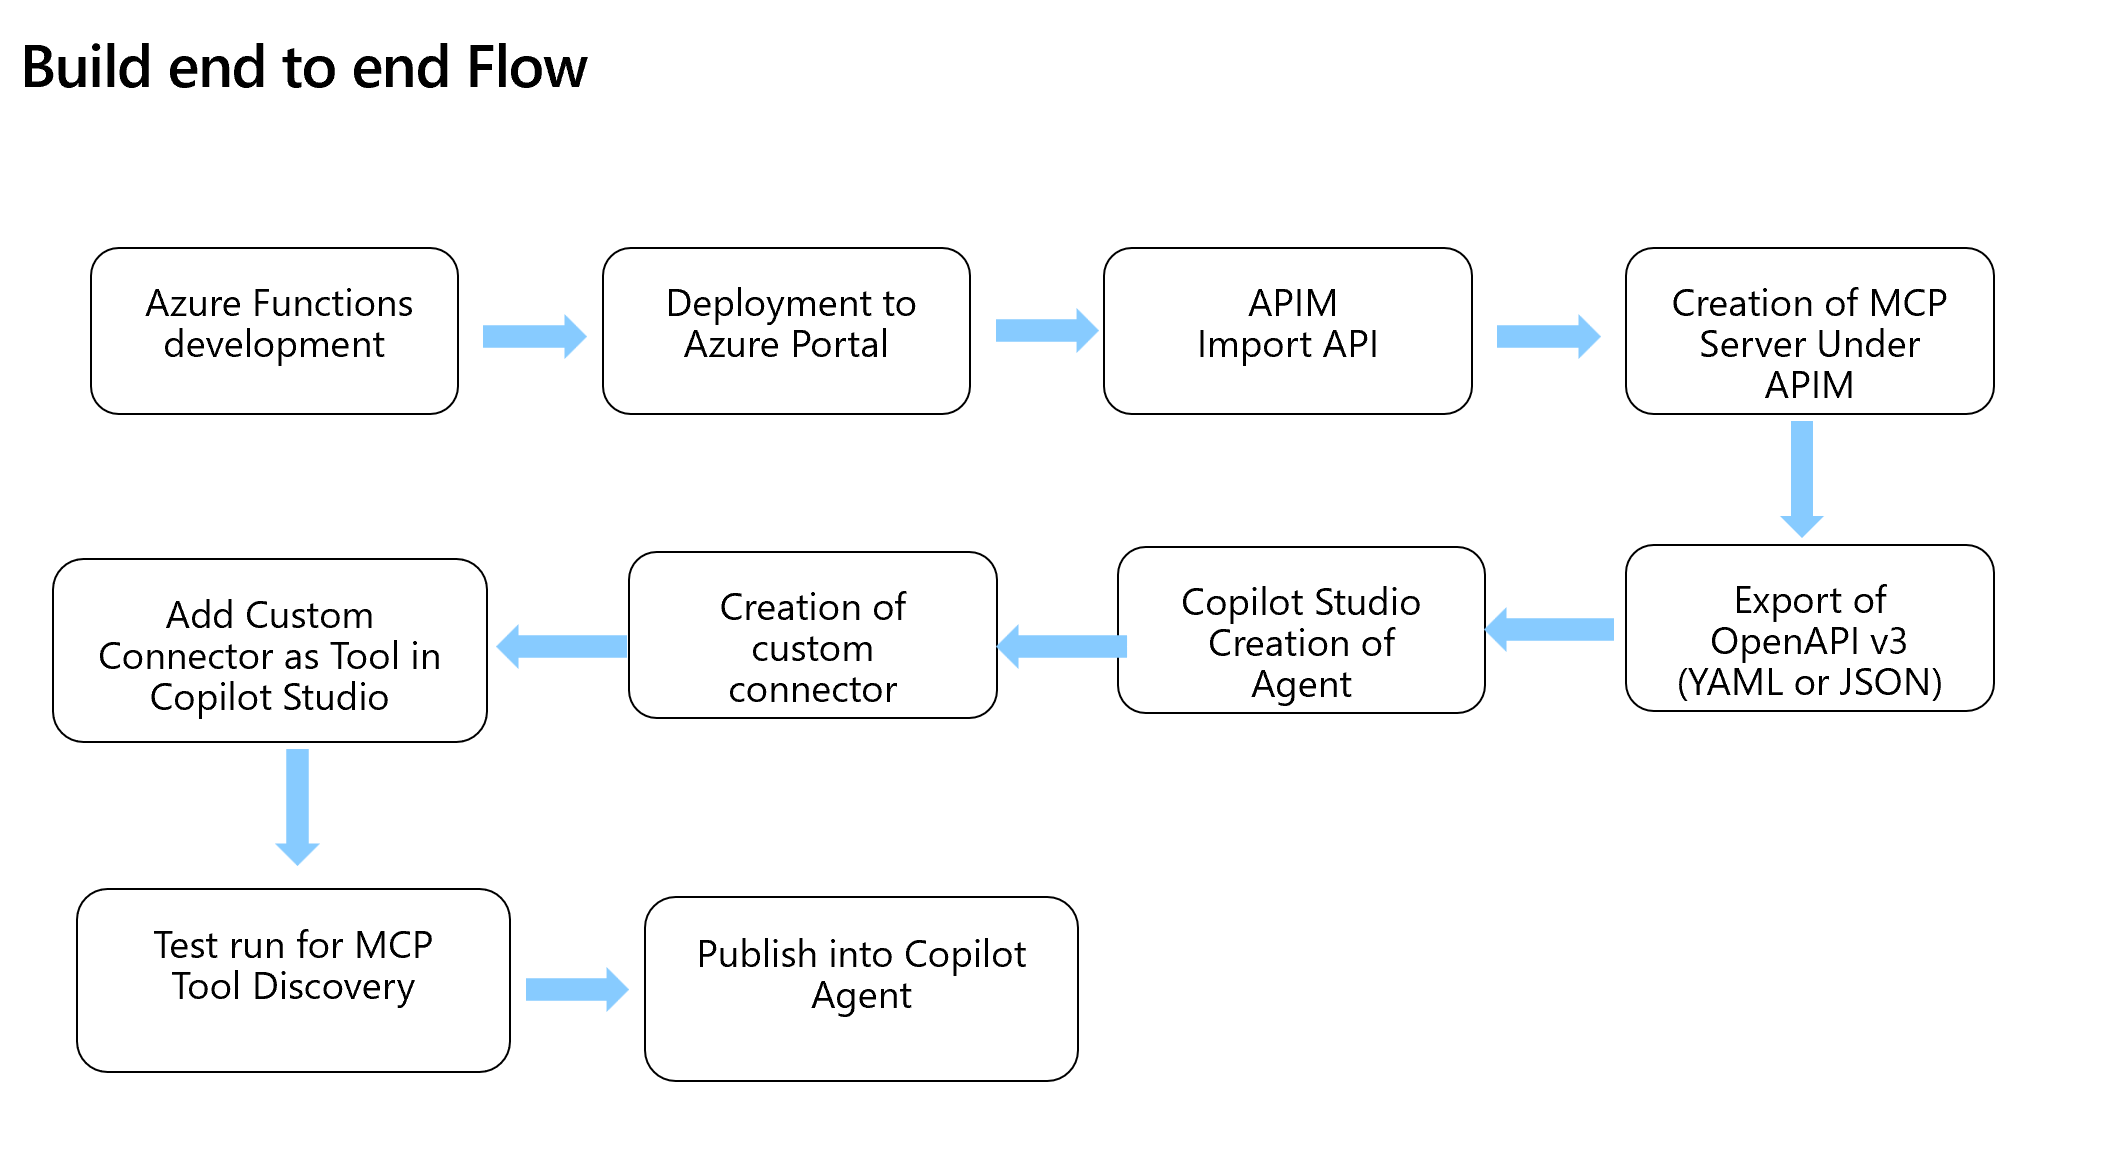 Build end to end Flow
Azure Functions
development
Deployment to
Azure Portal
APIM
Import API
Creation of MCP
Server Under
APIM
Export of
OpenAPI v3
(YAML or JSON)
Copilot Studio
Creation of
Agent
Creation of
custom
connector
Add Custom
Connector as Tool in
Copilot Studio
Test run for MCP
Tool Discovery
Publish into Copilot
Agent